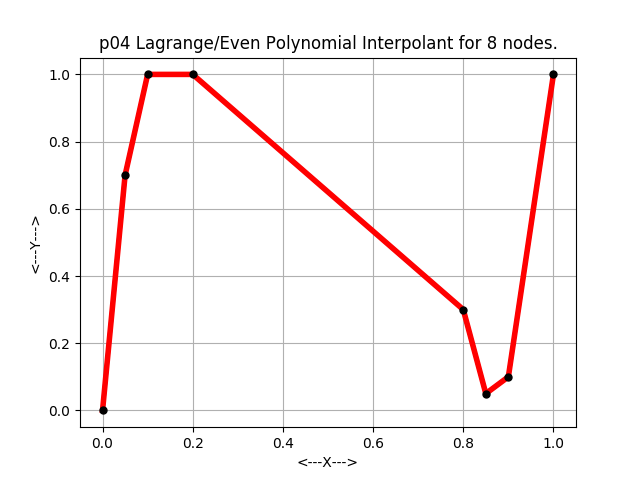 p04 Lagrange/Even Polynomial Interpolant for 8 nodes.
1.0
0.8
0.6
0.4
0.2
0.0
<---Y--->
0.0 0.2 0.4 0.6 0.8 1.0
<---X--->